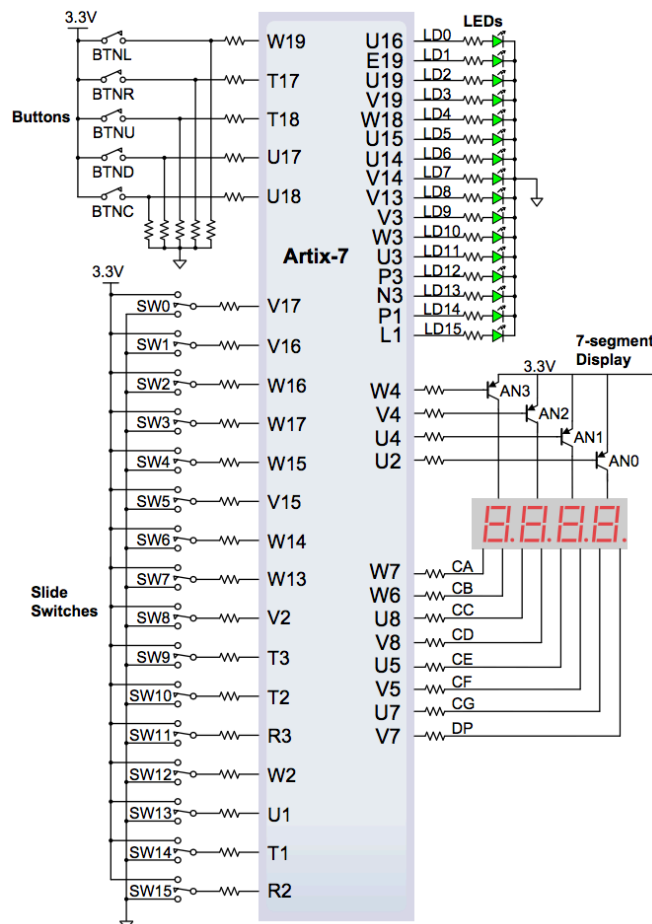 3.3V
BTNL
W19
BTNR
T17
Buttons
BTNU
T18
BTND
U17
BTNC
U18
Artix-7
3.3V
SW0
V17
SW1
V16
SW2
W16
SW3
W17
SW4
W15
SW5
V15
SW6
W14
SW7
W13
Slide
Switches
SW8
V2
SW9
T3
SW10
T2
SW11
R3
SW12
W2
SW13
U1
SW14
T1
SW15
R2
LEDs
U16 LD0
E19 LD1
U19 LD2
V19 LD3
W18 LD4
U15 LD5
U14 LD6
V14 LD7
V13 LD8
V3 LD9
W3 LD10
U3 LD11
P3 LD12
N3 LD13
P1 LD14
L1 LD15
7-segment
Display
3.3V
W4 AN3
V4 AN2
U4 AN1
U2 AN0
8.8.8.8.
W7 CA
W6 CB
U8 CC
V8 CD
U5 CE
V5 CF
U7 CG
V7 DP